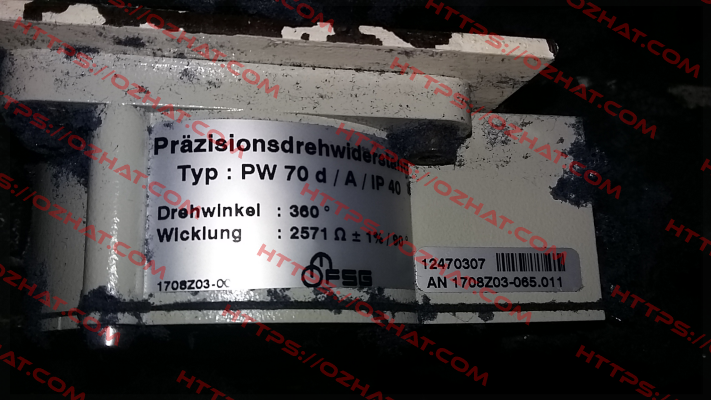 Präzisionsdrehwiderstand
Typ : PW 70 d / A / IP 40
Drehwinkel : 360°
Wicklung : 2571 Ω ± 1% / 90°
FSG
1708Z03-0
12470307
AN 1708Z03-065.011
HTTPS://OZHAT.COM